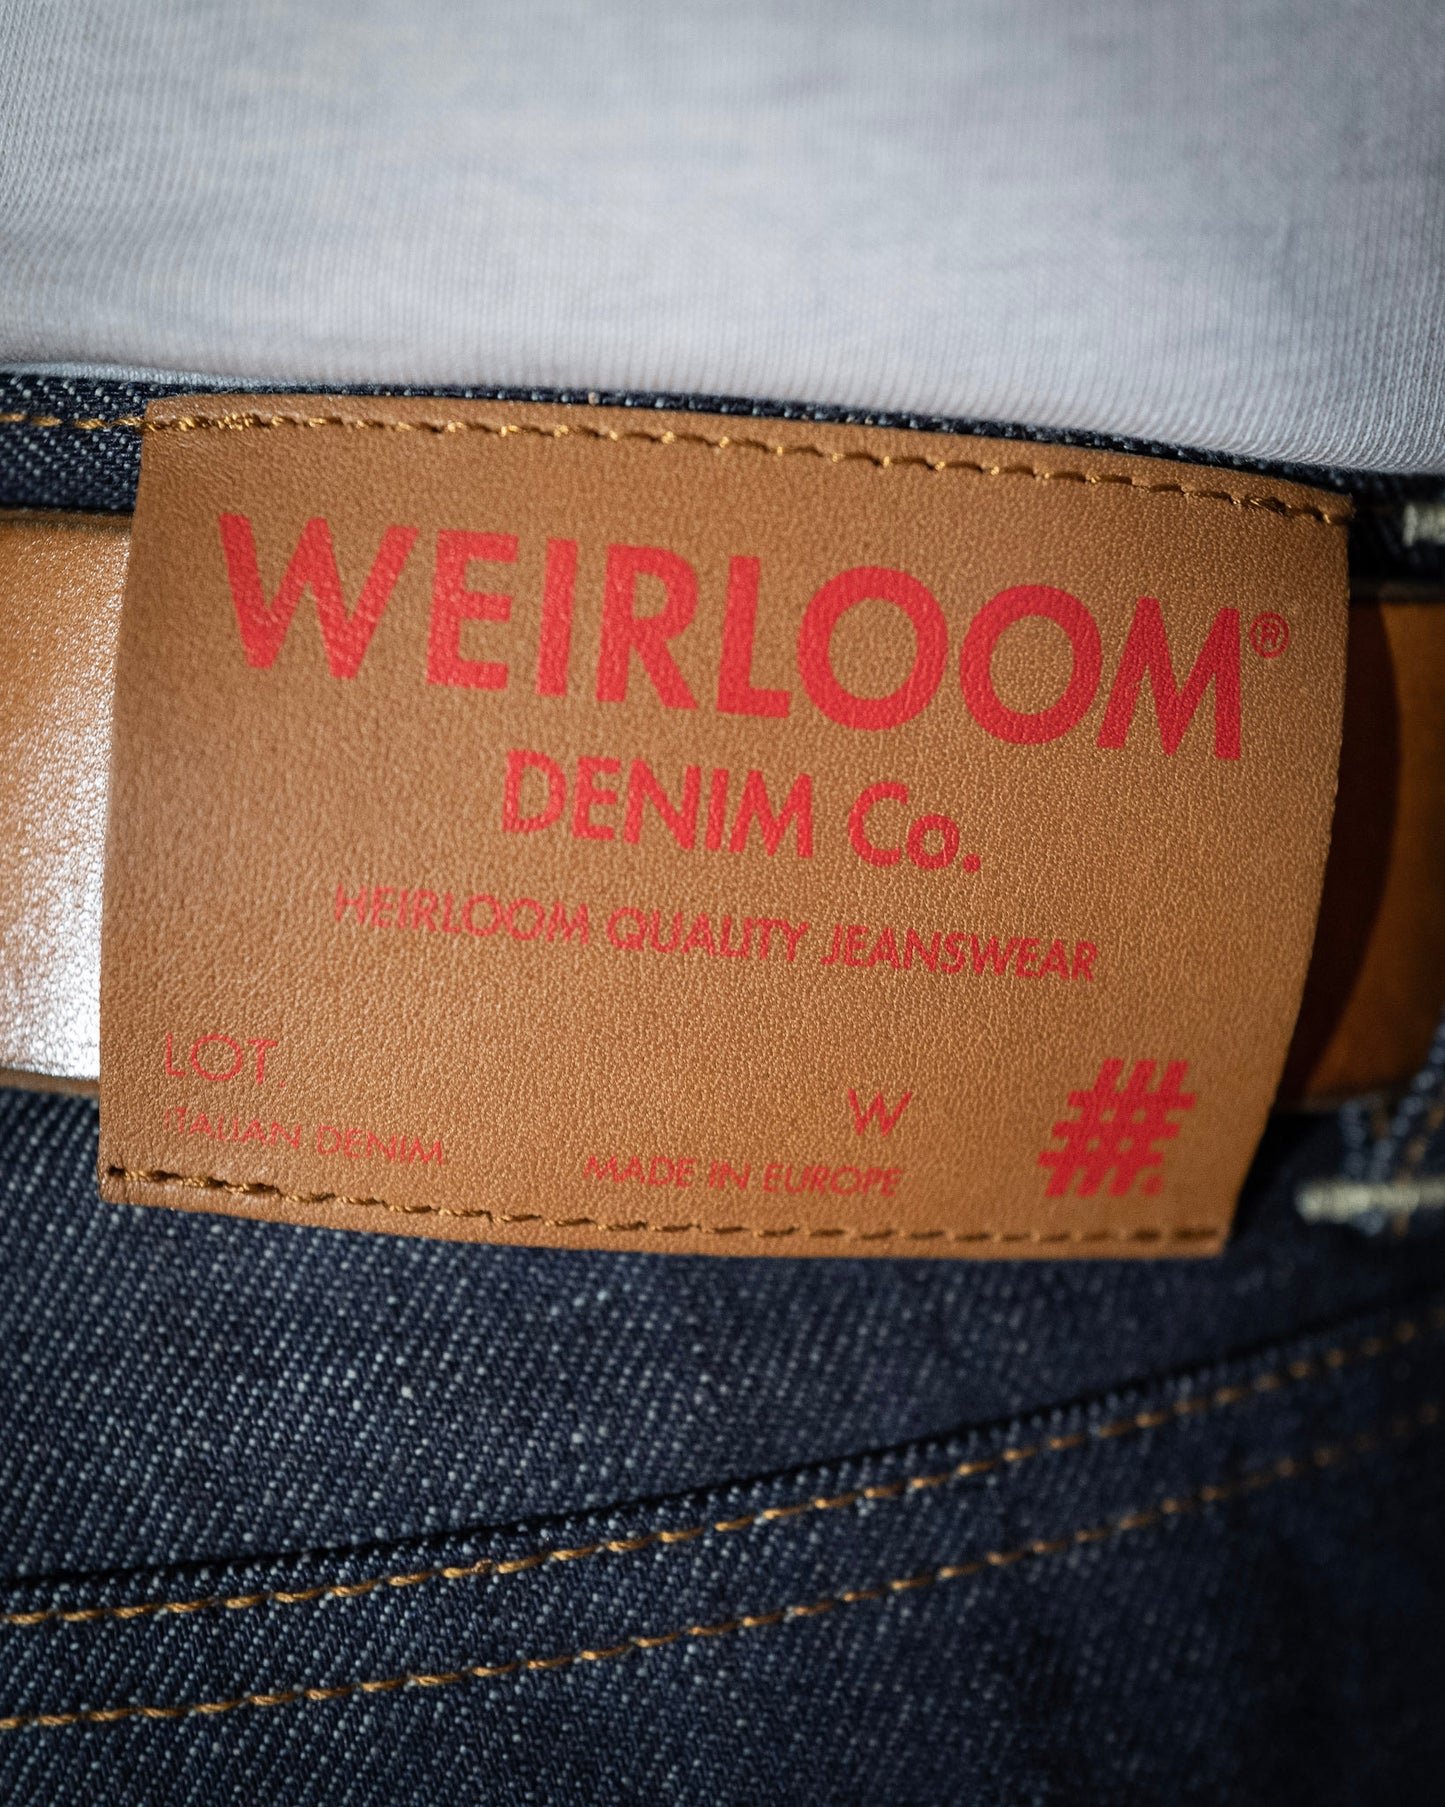 WEIRLOOM®
DENIM Co.
HEIRLOOM QUALITY JEANSWEAR
LOT.
W
ITALIAN DENIM
MADE IN EUROPE